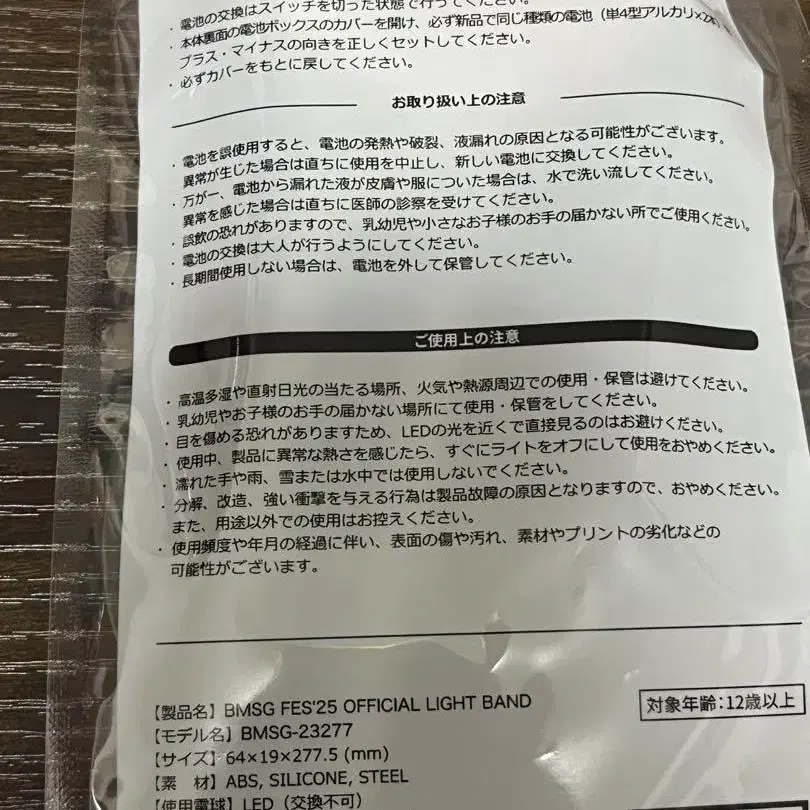 ・電池の交換はスイッチを切った状態で行ってください。
・本体裏面の電池ボックスのカバーを開け、必ず新品で同じ種類の電池（単4型アルカリ×2本）を
プラス・マイナスの向きを正しくセットしてください。
・必ずカバーをもとに戻してください。
お取り扱い上の注意
・電池を誤使用すると、電池の発熱や破裂、液漏れの原因となる可能性がございます。
異常が生じた場合は直ちに使用を中止し、新しい電池に交換してください。
・万が一、電池から漏れた液が皮膚や服についた場合は、水で洗い流してください。
異常を感じた場合は直ちに医師の診察を受けてください。
・誤飲の恐れがありますので、乳幼児や小さなお子様のお手の届かない所でご使用ください。
・電池の交換は大人が行うようにしてください。
・長期間使用しない場合は、電池を外して保管してください。
ご使用上の注意
・高温多湿や直射日光の当たる場所、火気や熱源周辺での使用・保管は避けてください。
・乳幼児やお子様のお手の届かない場所にて使用・保管をしてください。
・目を傷める恐れがありますため、LEDの光を近くで直接見るのはお避けください。
・使用中、製品に異常な熱さを感じたら、すぐにライトをオフにして使用をおやめください。
・濡れた手や雨、雪または水中では使用しないでください。
・分解、改造、強い衝撃を与える行為は製品故障の原因となりますので、おやめください。
また、用途以外での使用はお控えください。
・使用頻度や年月の経過に伴い、表面の傷や汚れ、素材やプリントの劣化などの
可能性がございます。
【製品名】BMSG FES'25 OFFICIAL LIGHT BAND
対象年齢：12歳以上
【モデル名】BMSG-23277
【サイズ】64×19×277.5 (mm)
【素　材】ABS, SILICONE, STEEL
【使用電球】LED（交換不可）